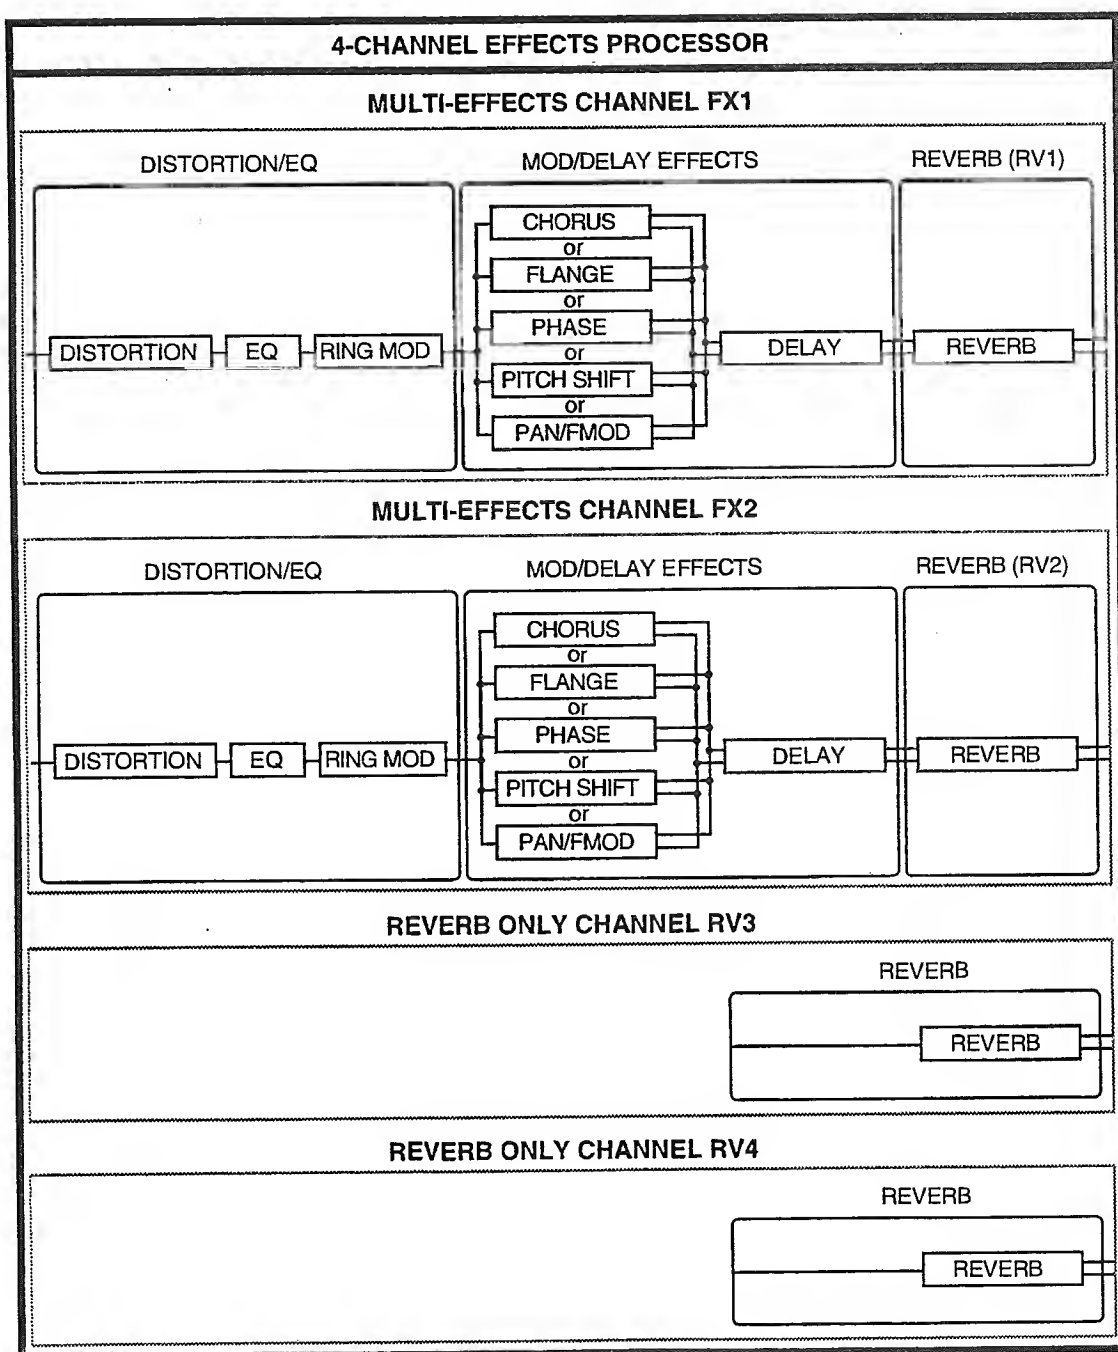 4-CHANNEL EFFECTS PROCESSOR
MULTI-EFFECTS CHANNEL FX1
DISTORTION/EQ
MOD/DELAY EFFECTS
REVERB (RV1)
CHORUS
or
FLANGE
or
PHASE
or
PITCH SHIFT
or
PAN/FMOD
DISTORTION
EQ
RING MOD
DELAY
REVERB
MULTI-EFFECTS CHANNEL FX2
DISTORTION/EQ
MOD/DELAY EFFECTS
REVERB (RV2)
CHORUS
or
FLANGE
or
PHASE
or
PITCH SHIFT
or
PAN/FMOD
DISTORTION
EQ
RING MOD
DELAY
REVERB
REVERB ONLY CHANNEL RV3
REVERB
REVERB
REVERB ONLY CHANNEL RV4
REVERB
REVERB